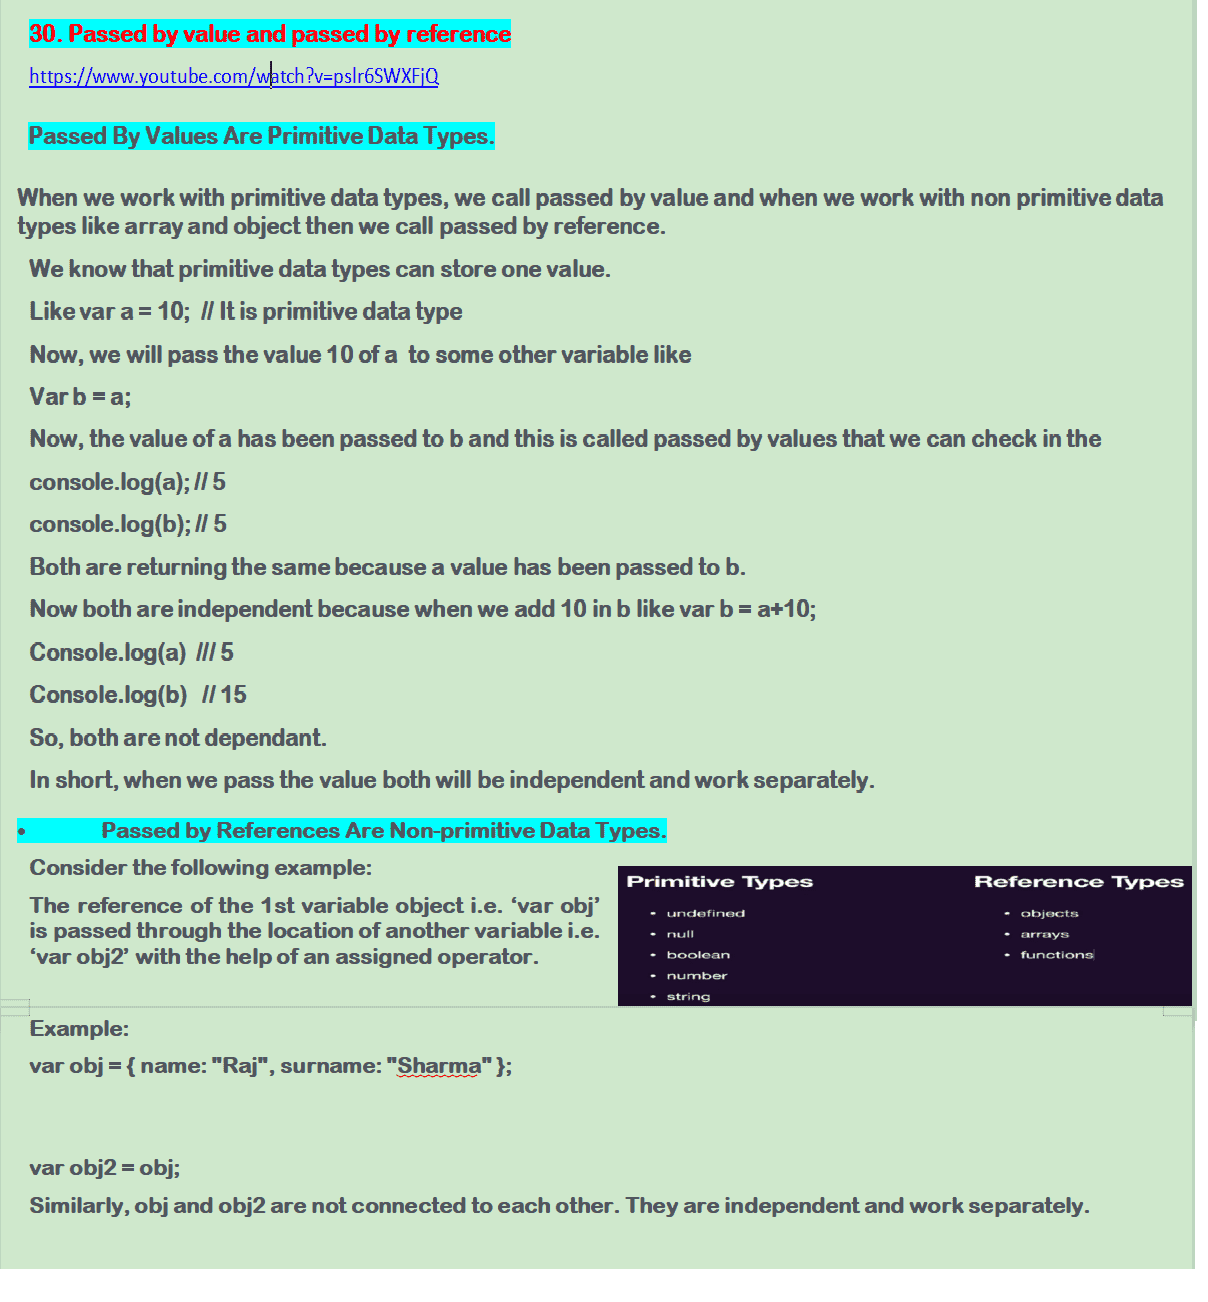 30. Passed by value and passed by reference
https://www.youtube.com/watch?v=pslr6SWXFjQ
Passed By Values Are Primitive Data Types.
When we work with primitive data types, we call passed by value and when we work with non primitive data
types like array and object then we call passed by reference.
We know that primitive data types can store one value.
Like var a = 10;  // It is primitive data type
Now, we will pass the value 10 of a  to some other variable like
Var b = a;
Now, the value of a has been passed to b and this is called passed by values that we can check in the
console.log(a); // 5
console.log(b); // 5
Both are returning the same because a value has been passed to b.
Now both are independent because when we add 10 in b like var b = a+10;
Console.log(a)  /// 5
Console.log(b)  // 15
So, both are not dependant.
In short, when we pass the value both will be independent and work separately.
• Passed by References Are Non-primitive Data Types.
Consider the following example:
The reference of the 1st variable object i.e. ‘var obj’
is passed through the location of another variable i.e.
‘var obj2’ with the help of an assigned operator.
Primitive Types
• undefined
• null
• boolean
• number
• string
Reference Types
• objects
• arrays
• functions
Example:
var obj = { name: "Raj", surname: "Sharma" };
var obj2 = obj;
Similarly, obj and obj2 are not connected to each other. They are independent and work separately.